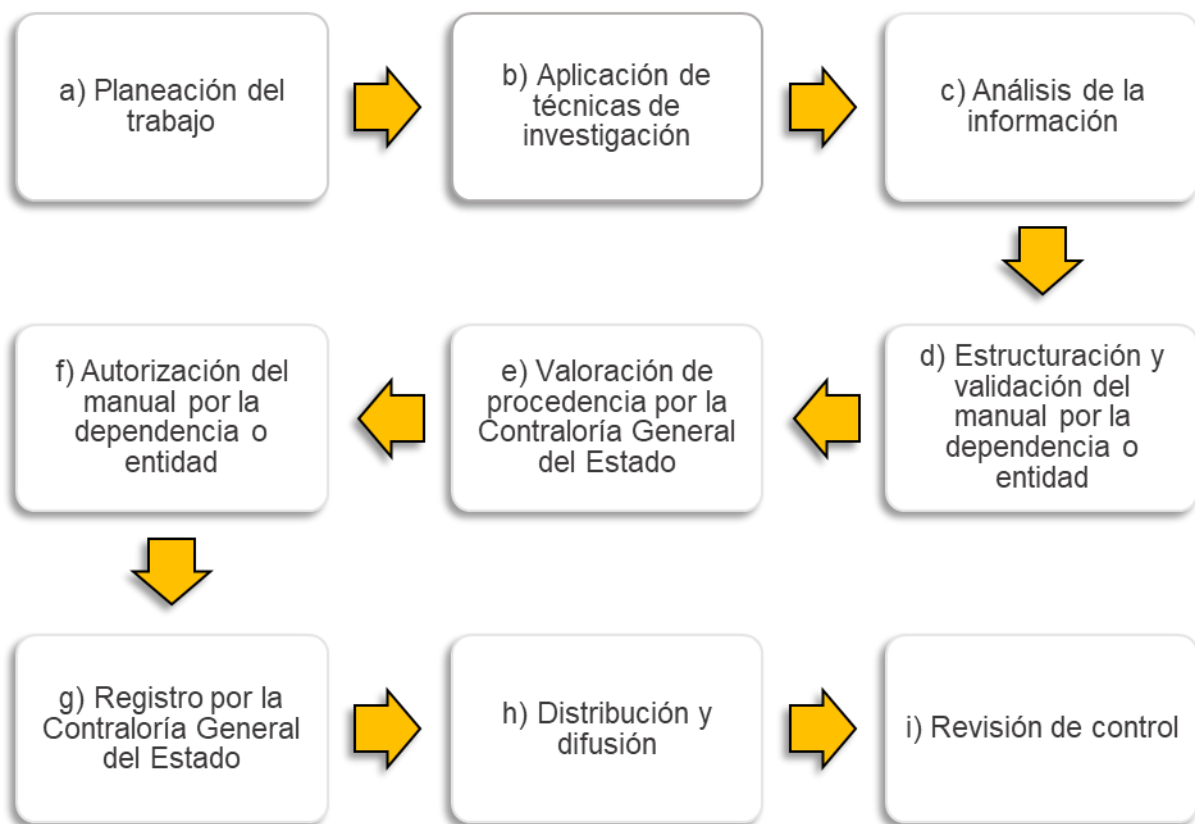 a) Planeación del
trabajo
b) Aplicación de
técnicas de
investigación
c) Análisis de la
información
d) Estructuración y
validación del
manual por la
dependencia o
entidad
e) Valoración de
procedencia por la
Contraloría General
del Estado
f) Autorización del
manual por la
dependencia o
entidad
g) Registro por la
Contraloría General
del Estado
h) Distribución y
difusión
i) Revisión de control